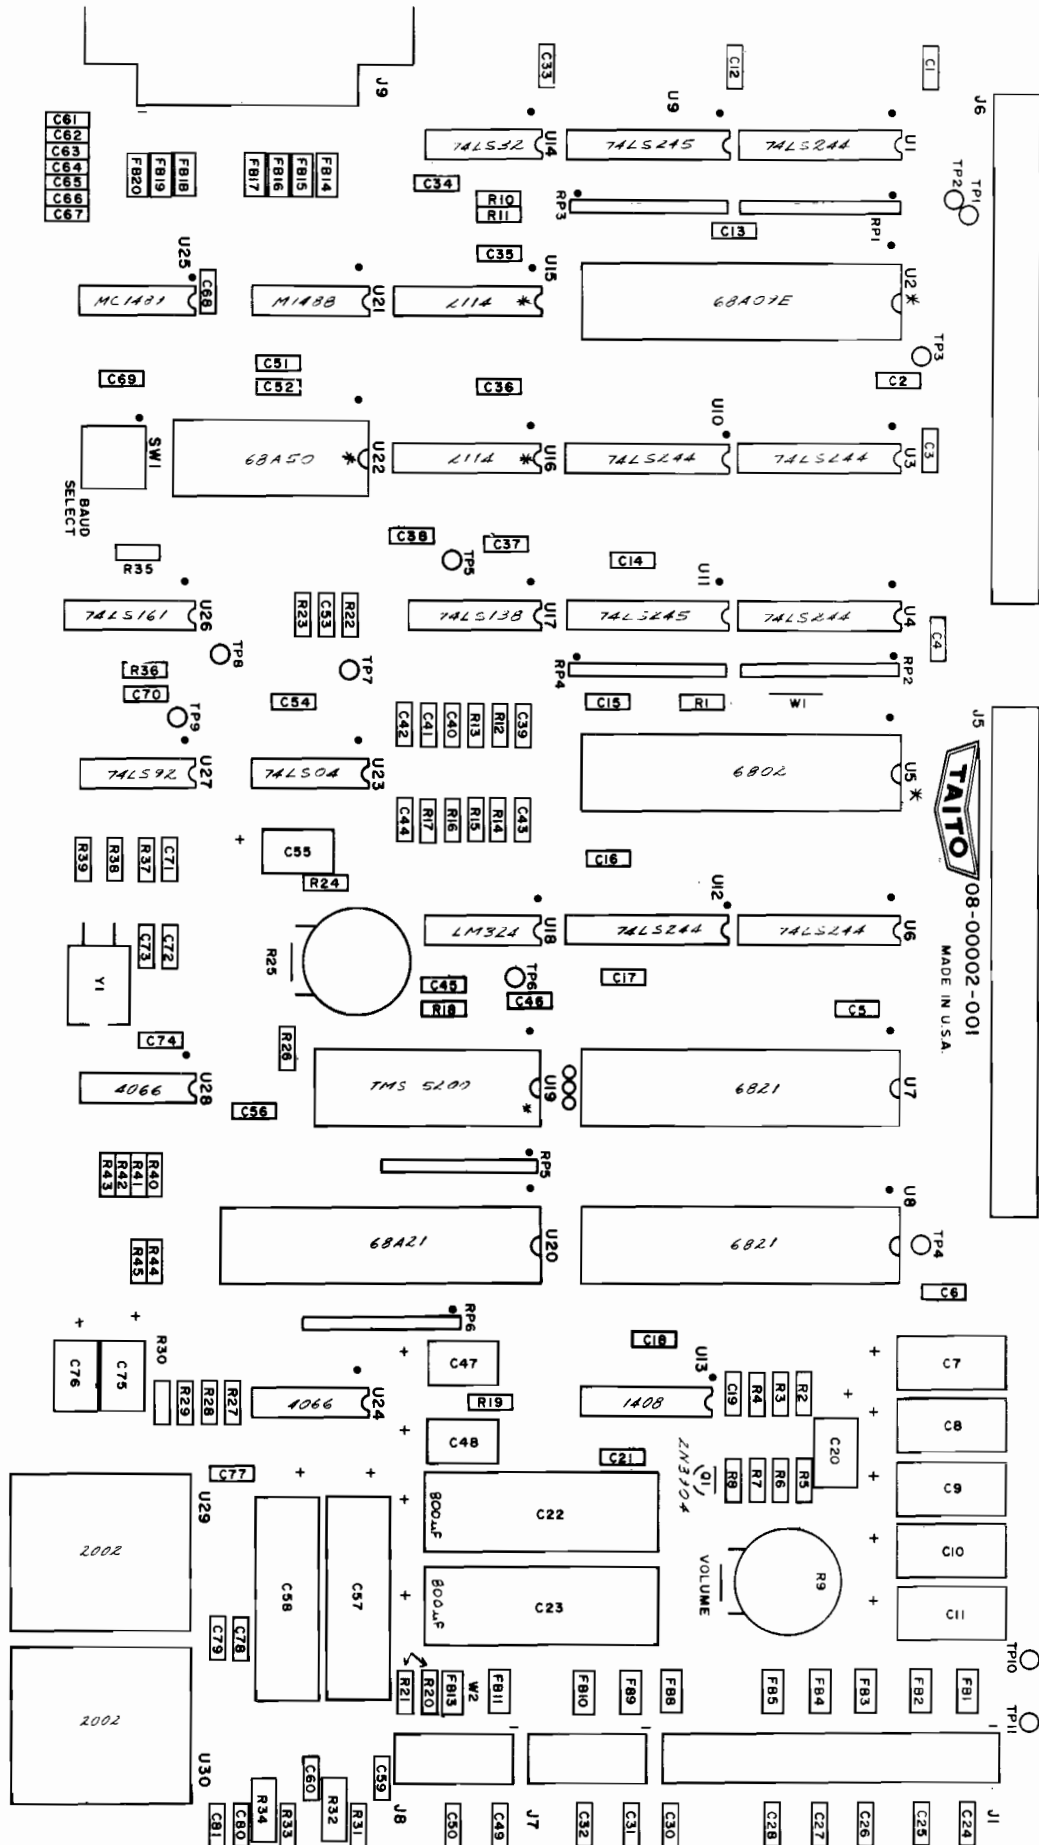 J9
C33
C12
C1
J6
C61
C62
C63
C64
C65
C66
C67
FB20
FB19
FB18
FB17
FB16
FB15
FB14
74LS32
U14
U9
74LS245
74LS244
U1
TP2
TP1
C34
R10
R11
RP3
C13
RP1
C35
U25
C68
MC1489
M1488
U21
U15
2114 *
68A09E
U2
*
TP3
C69
C51
C52
C36
C2
SW1
BAUD
SELECT
68A50 *
U22
2114 *
U16
U10
74LS244
74LS244
U3
C3
C38
TP5
C37
C14
R35
U11
74LS161
U26
R23
C53
R22
74LS138
U17
74LS245
74LS244
U4
C4
TP8
TP7
R36
C70
TP9
C54
RP4
RP2
C15
R1
W1
J5
C42
C41
C40
R13
R12
C39
74LS92
U27
74LS04
U23
6802
U5
*
TAITO
08-00002-001
MADE IN U.S.A.
C44
R17
R16
R15
R14
C43
R39
R38
R37
C71
+
C55
R24
C16
U12
LM324
U18
74LS244
74LS244
U6
C73
C72
Y1
R25
TP6
C45
C46
R18
C17
C5
C74
R26
4066
U28
C56
TMS 5200
*
U19
6821
U7
RP5
R43
R42
R41
R40
R45
R44
68A21
U20
6821
U8
TP4
C6
RP6
+
+
C76
C75
R30
R29
R28
R27
4066
U24
+
C47
R19
C18
U13
1408
C19
R4
R3
R2
+
C7
+
C8
+
C48
C21
2N3704
Q1
R8
R7
R6
R5
+
C20
C9
C77
+
+
+
800uF
C22
U29
2002
C58
C57
+
800uF
C23
VOLUME
R9
+
C10
+
C11
C79
C78
TP10
R21
R20
FB13
W2
FB11
FB10
FB9
FB8
FB5
FB4
FB3
FB2
FB1
TP11
2002
U30
C60
C59
C81
C80
R34
R33
R32
R31
J8
C50
C49
J7
C32
C31
C30
C28
C27
C26
C25
C24
J1